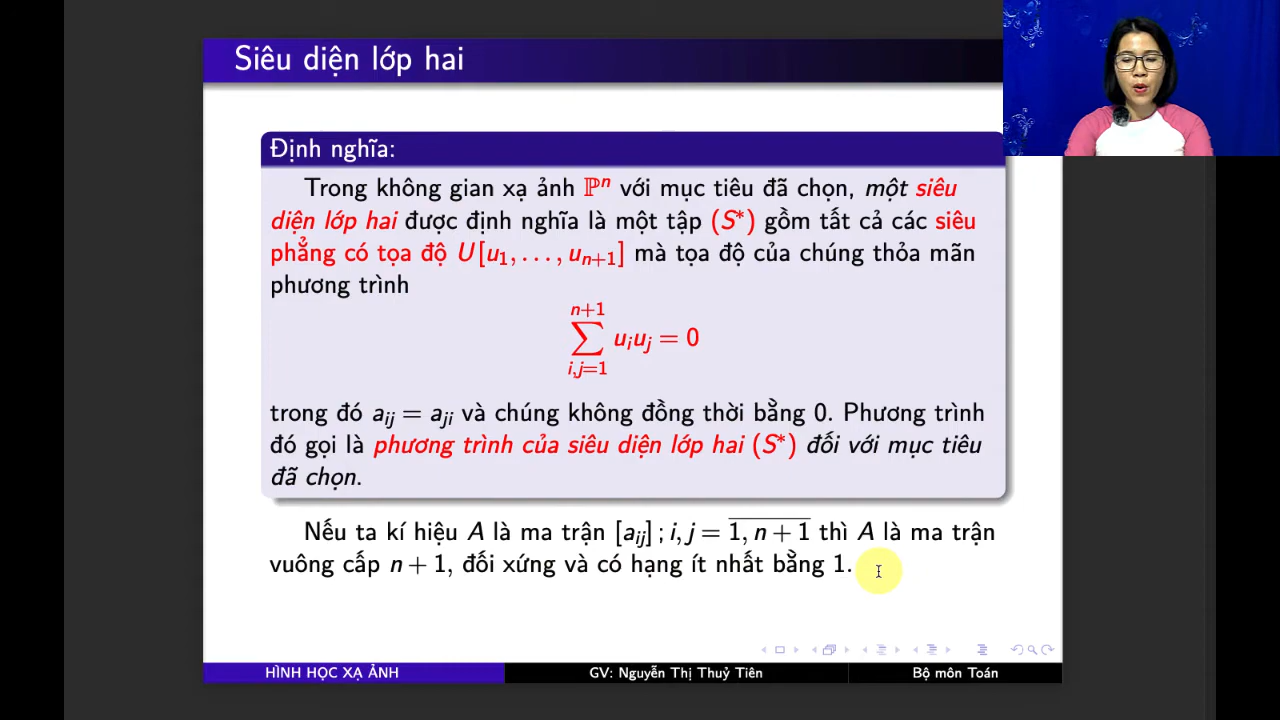 Siêu diện lớp hai
Định nghĩa:
Trong không gian xạ ảnh ℙⁿ với mục tiêu đã chọn, một siêu
diện lớp hai được định nghĩa là một tập (S*) gồm tất cả các siêu
phẳng có tọa độ U[u₁, . . . , uₙ₊₁] mà tọa độ của chúng thỏa mãn
phương trình
n+1
∑ uᵢuⱼ = 0
i,j=1
trong đó aᵢⱼ = aⱼᵢ và chúng không đồng thời bằng 0. Phương trình
đó gọi là phương trình của siêu diện lớp hai (S*) đối với mục tiêu
đã chọn.
Nếu ta kí hiệu A là ma trận [aᵢⱼ] ; i, j = 1, n + 1 thì A là ma trận
vuông cấp n + 1, đối xứng và có hạng ít nhất bằng 1.
HÌNH HỌC XẠ ẢNH
GV: Nguyễn Thị Thuỷ Tiên
Bộ môn Toán